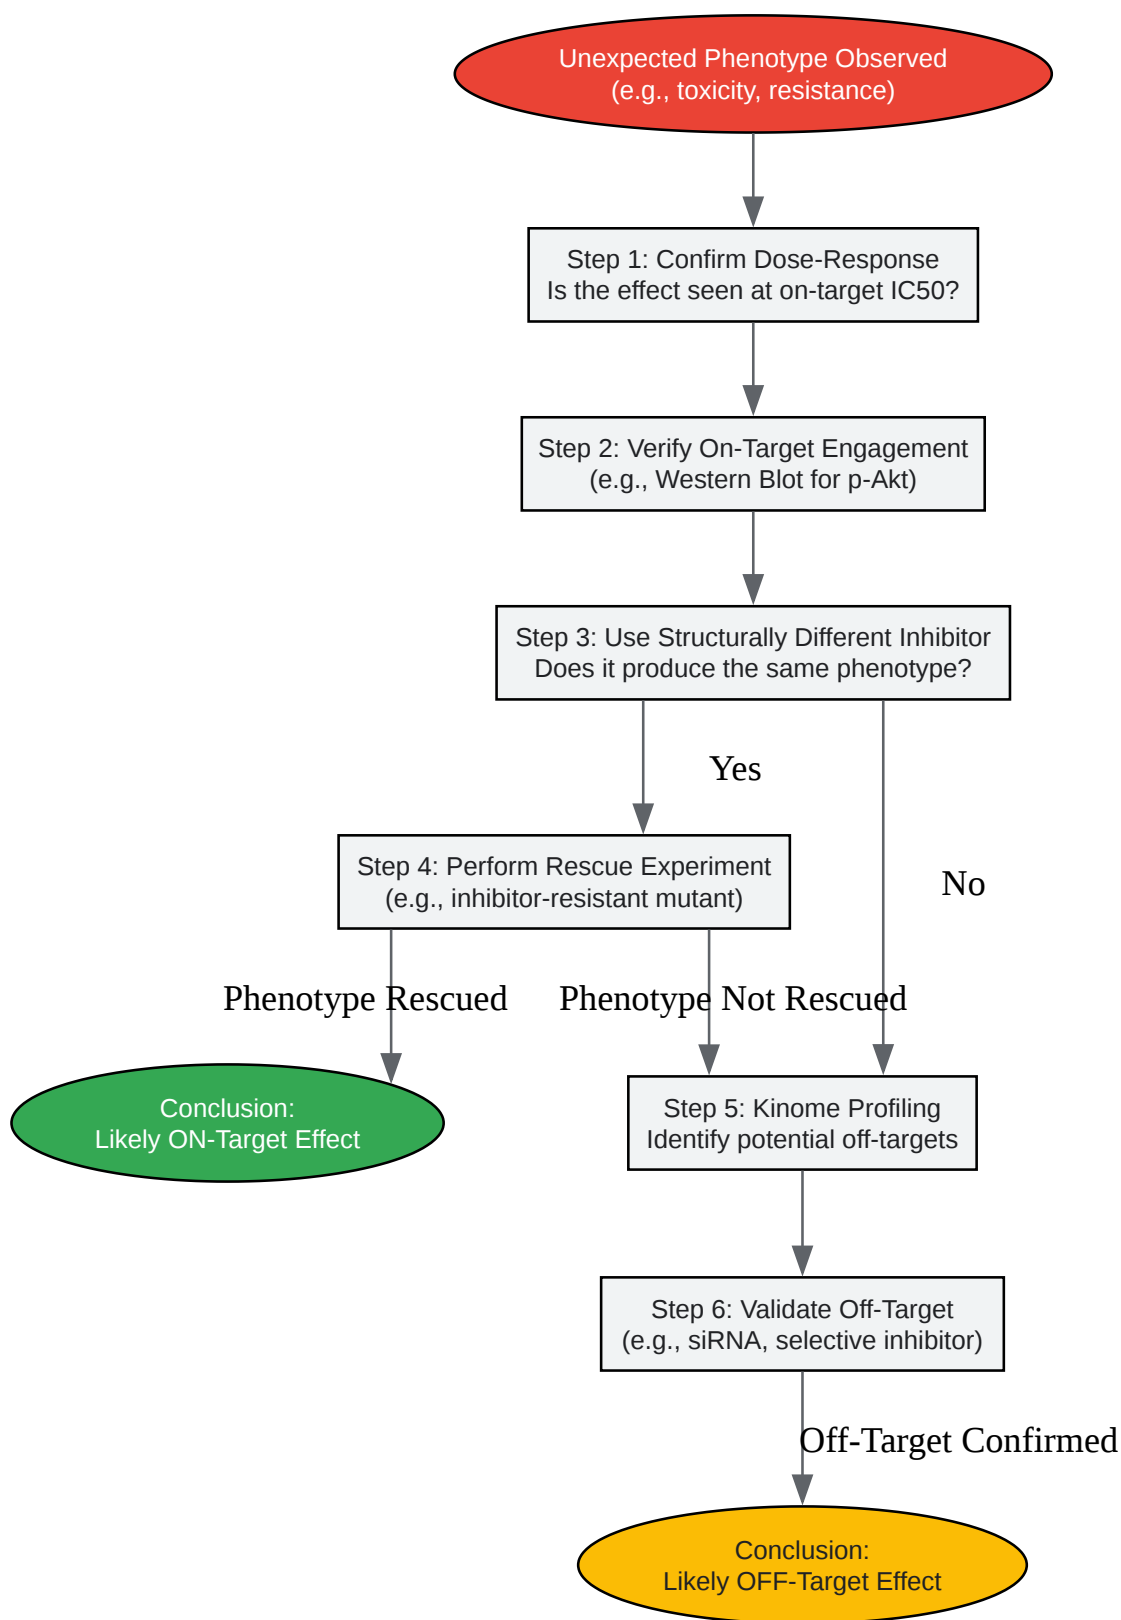 Unexpected Phenotype Observed
(e.g., toxicity, resistance)
Step 1: Confirm Dose-Response
Is the effect seen at on-target IC50?
Step 2: Verify On-Target Engagement
(e.g., Western Blot for p-Akt)
Step 3: Use Structurally Different Inhibitor
Does it produce the same phenotype?
Yes
Step 4: Perform Rescue Experiment
(e.g., inhibitor-resistant mutant)
No
Phenotype Rescued
Phenotype Not Rescued
Conclusion:
Likely ON-Target Effect
Step 5: Kinome Profiling
Identify potential off-targets
Step 6: Validate Off-Target
(e.g., siRNA, selective inhibitor)
Off-Target Confirmed
Conclusion:
Likely OFF-Target Effect